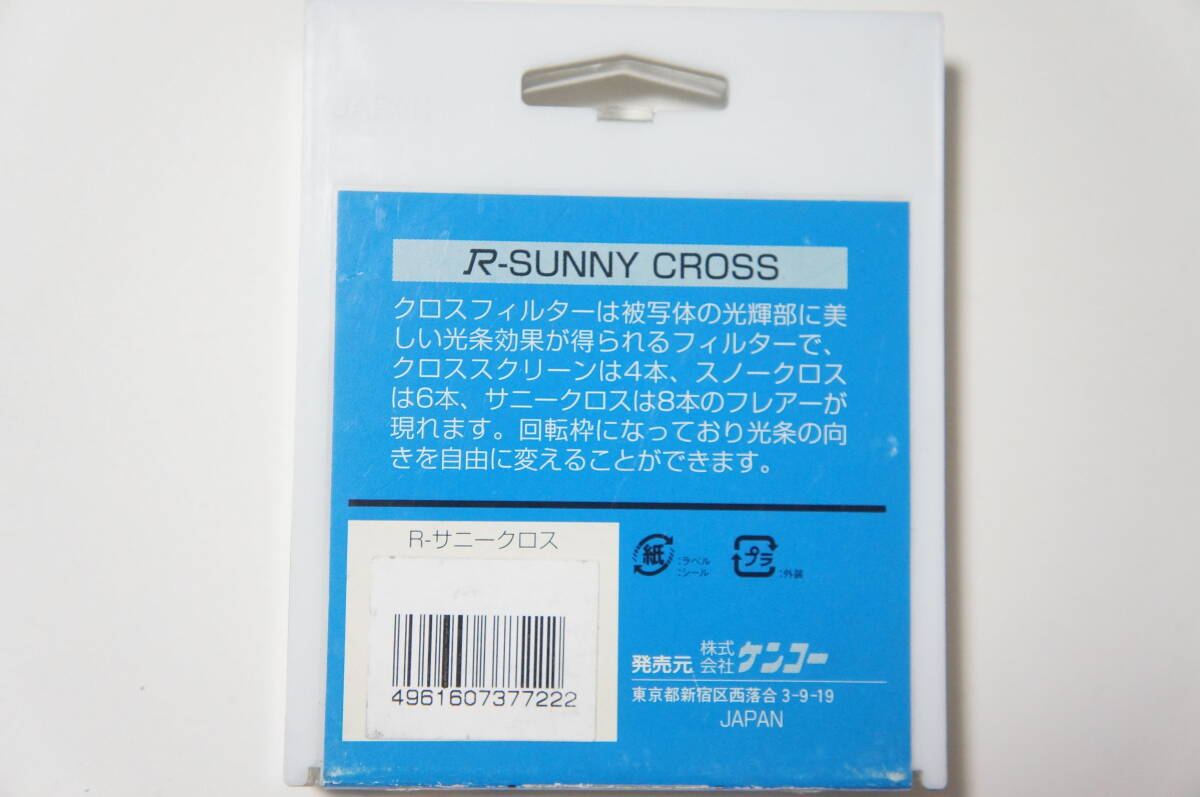 R-SUNNY CROSS
クロスフィルターは被写体の光輝部に美
しい光条効果が得られるフィルターで、
クロススクリーンは4本、スノークロス
は6本、サニークロスは8本のフレアーが
現れます。回転枠になっており光条の向
きを自由に変えることができます。
R-サニークロス
4961607377222
紙 :ラベル
:シール
プラ :外装
発売元 株式会社 ケンコー
東京都新宿区西落合 3-9-19
JAPAN